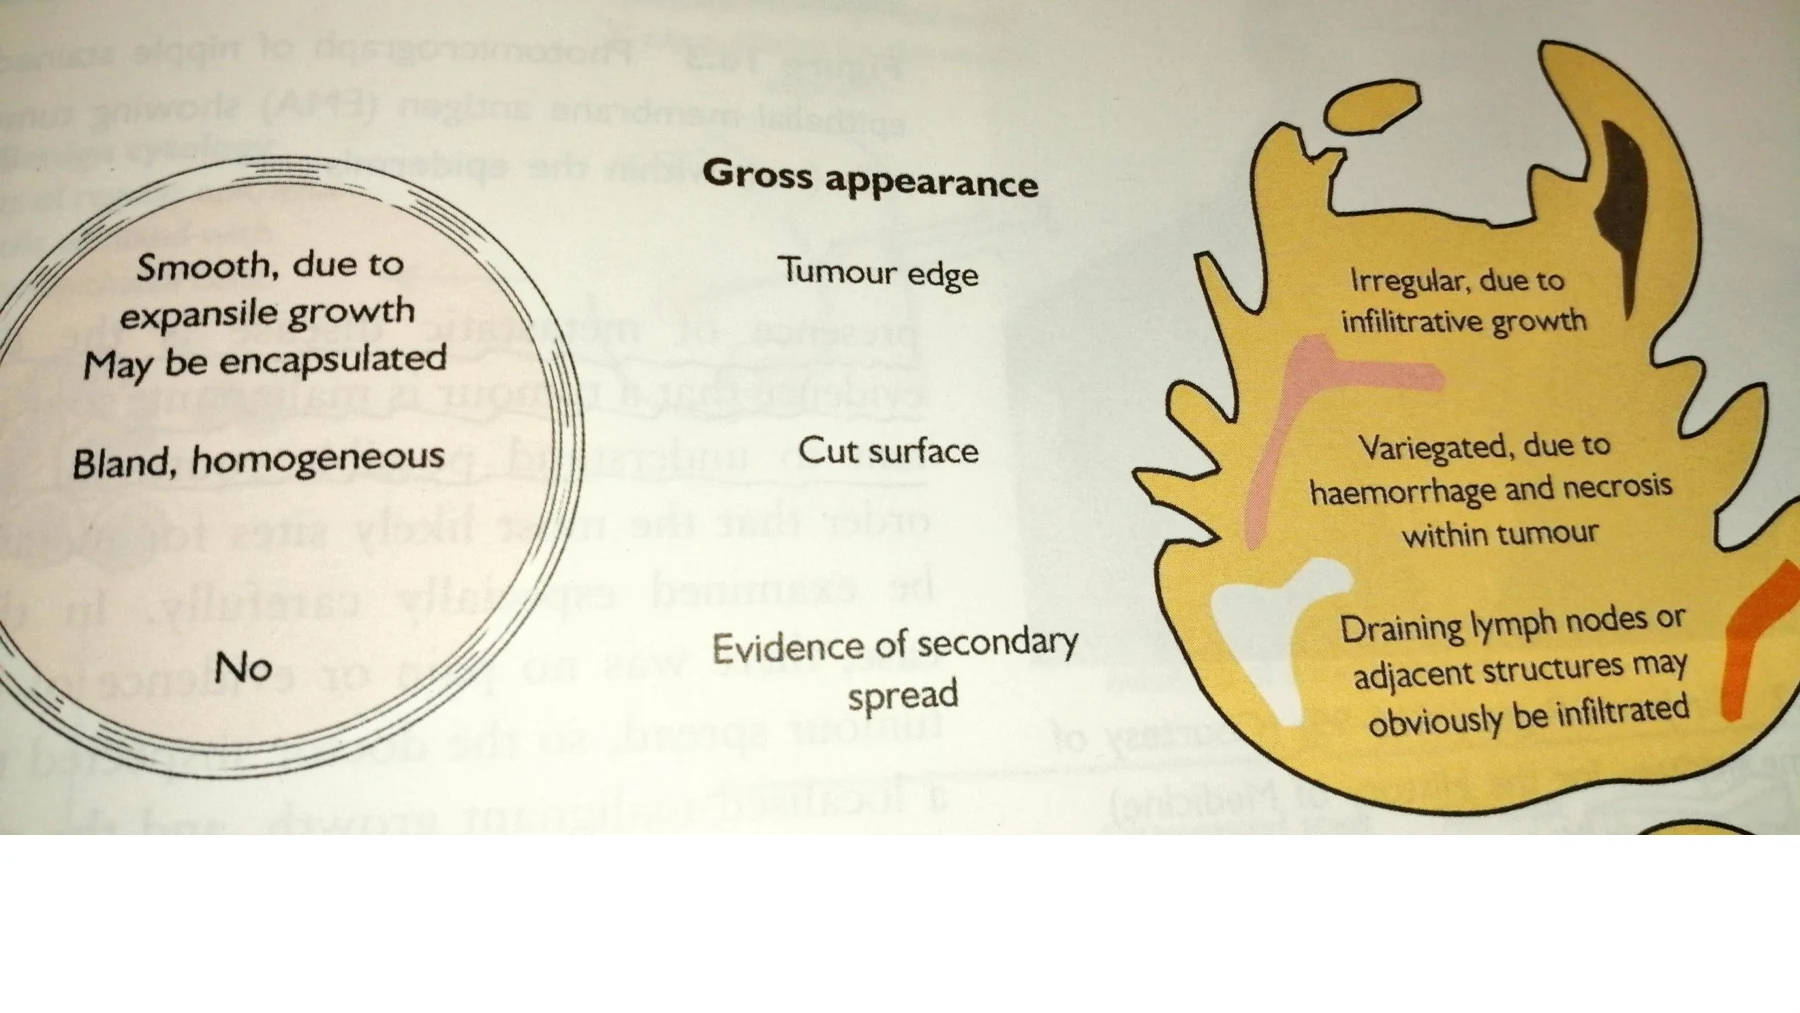 Gross appearance
Smooth, due to
expansile growth
May be encapsulated
Tumour edge
Irregular, due to
infilitrative growth
Bland, homogeneous
Cut surface
Variegated, due to
haemorrhage and necrosis
within tumour
No
Evidence of secondary
spread
Draining lymph nodes or
adjacent structures may
obviously be infiltrated